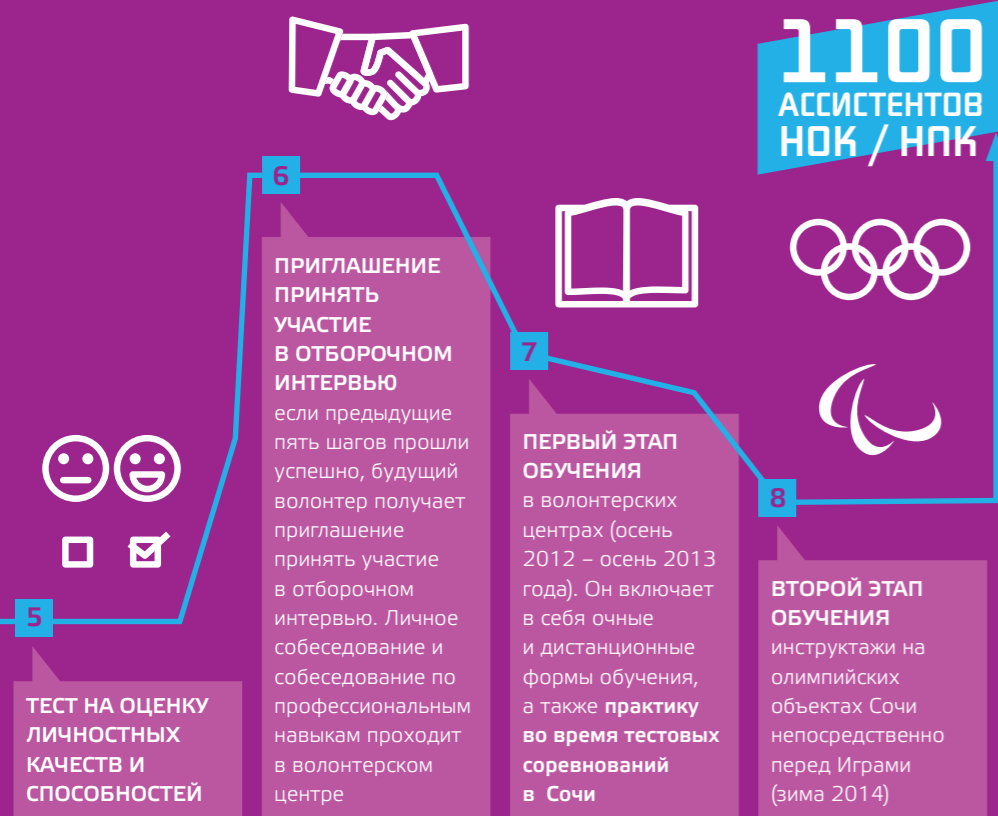 1100
АССИСТЕНТОВ
НОК / НПК
5
ТЕСТ НА ОЦЕНКУ
ЛИЧНОСТНЫХ
КАЧЕСТВ И
СПОСОБНОСТЕЙ
6
ПРИГЛАШЕНИЕ
ПРИНЯТЬ
УЧАСТИЕ
В ОТБОРОЧНОМ
ИНТЕРВЬЮ
если предыдущие
пять шагов прошли
успешно, будущий
волонтер получает
приглашение
принять участие
в отборочном
интервью. Личное
собеседование и
собеседование по
профессиональным
навыкам проходит
в волонтерском
центре
7
ПЕРВЫЙ ЭТАП
ОБУЧЕНИЯ
в волонтерских
центрах (осень
2012 – осень 2013
года). Он включает
в себя очные
и дистанционные
формы обучения,
а также практику
во время тестовых
соревнований
в Сочи
8
ВТОРОЙ ЭТАП
ОБУЧЕНИЯ
инструктажи на
олимпийских
объектах Сочи
непосредственно
перед Играми
(зима 2014)